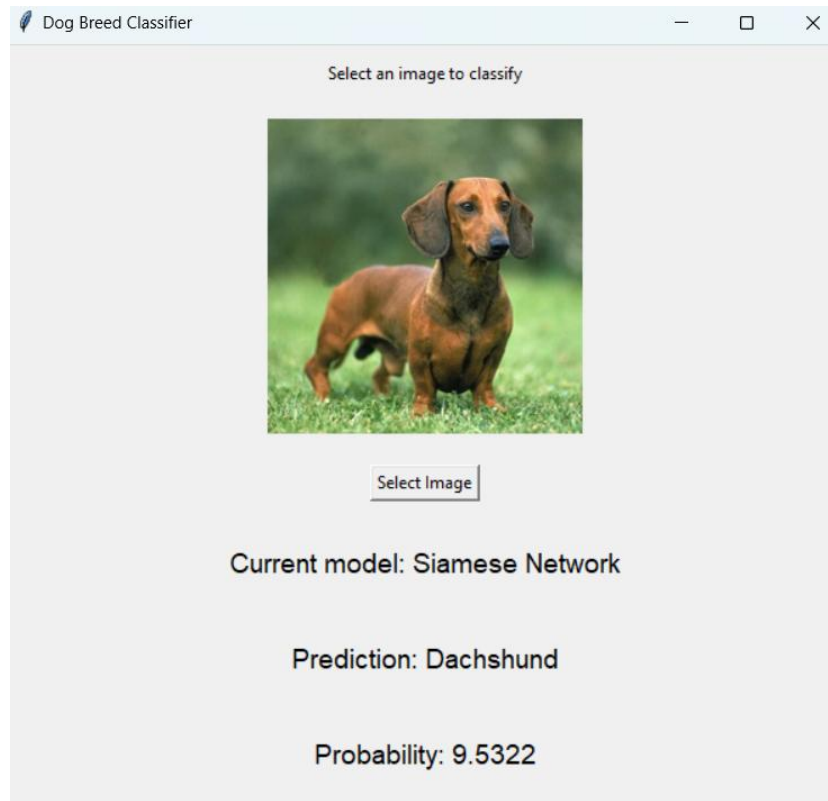 Dog Breed Classifier
Select an image to classify
Select Image
Current model: Siamese Network
Prediction: Dachshund
Probability: 9.5322